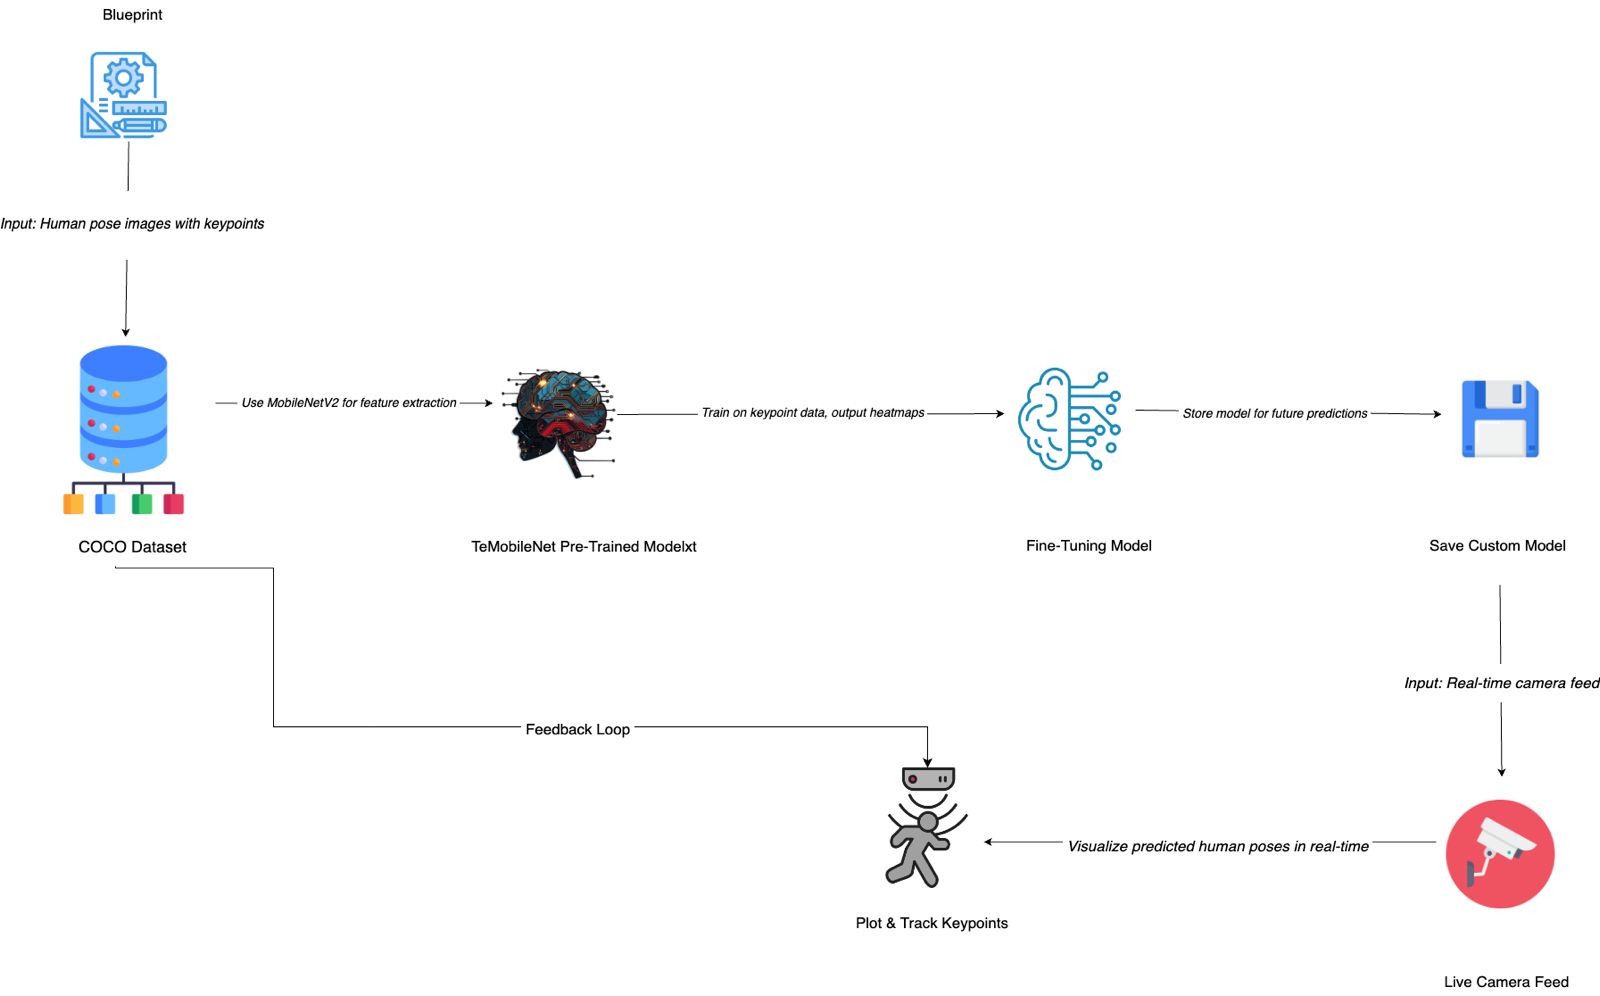 Blueprint
Input: Human pose images with keypoints
Use MobileNetV2 for feature extraction
Train on keypoint data, output heatmaps
Store model for future predictions
COCO Dataset
TeMobileNet Pre-Trained Modelxt
Fine-Tuning Model
Save Custom Model
Input: Real-time camera feed
Feedback Loop
Visualize predicted human poses in real-time
Plot & Track Keypoints
Live Camera Feed